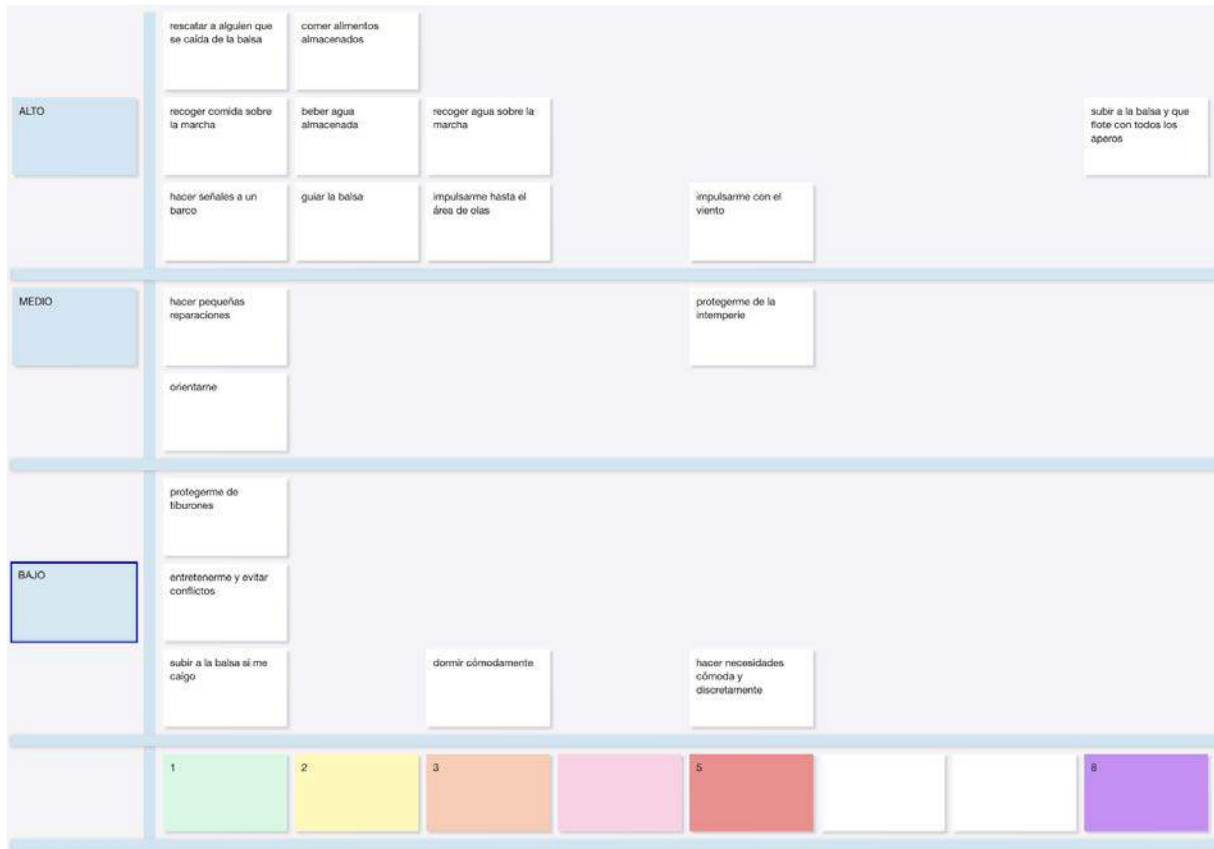 rescatar a alguien que
se caída de la balsa
comer alimentos
almacenados
ALTO
recoger comida sobre
la marcha
beber agua
almacenada
recoger agua sobre la
marcha
subir a la balsa y que
flote con todos los
aperos
hacer señales a un
barco
guiar la balsa
impulsarme hasta el
área de olas
impulsarme con el
viento
MEDIO
hacer pequeñas
reparaciones
protegerme de la
intemperie
orientarne
protegerme de
tiburones
BAJO
entretenerme y evitar
conflictos
subir a la balsa si me
caigo
dormir cómodamente
hacer necesidades
cómoda y
discretamente
1
2
3
5
8